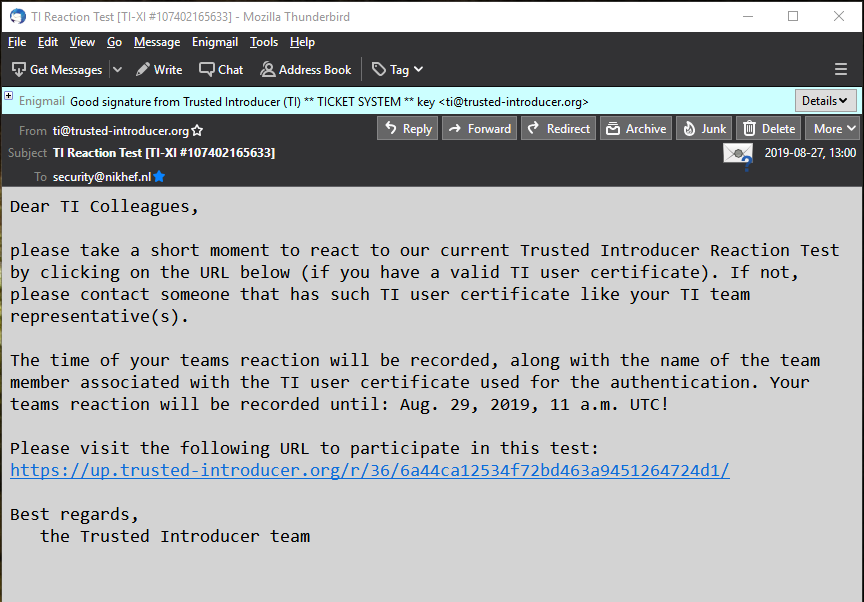 TI Reaction Test [TI-XI #107402165633] - Mozilla Thunderbird
File Edit View Go Message Enigmail Tools Help
Get Messages Write Chat Address Book Tag
Enigmail Good signature from Trusted Introducer (TI) ** TICKET SYSTEM ** key <ti@trusted-introducer.org> Details
From ti@trusted-introducer.org Reply Forward Redirect Archive Junk Delete More
Subject TI Reaction Test [TI-XI #107402165633] 2019-08-27, 13:00
To security@nikhef.nl
Dear TI Colleagues,
please take a short moment to react to our current Trusted Introducer Reaction Test
by clicking on the URL below (if you have a valid TI user certificate). If not,
please contact someone that has such TI user certificate like your TI team
representative(s).
The time of your teams reaction will be recorded, along with the name of the team
member associated with the TI user certificate used for the authentication. Your
teams reaction will be recorded until: Aug. 29, 2019, 11 a.m. UTC!
Please visit the following URL to participate in this test:
https://up.trusted-introducer.org/r/36/6a44ca12534f72bd463a9451264724d1/
Best regards,
the Trusted Introducer team